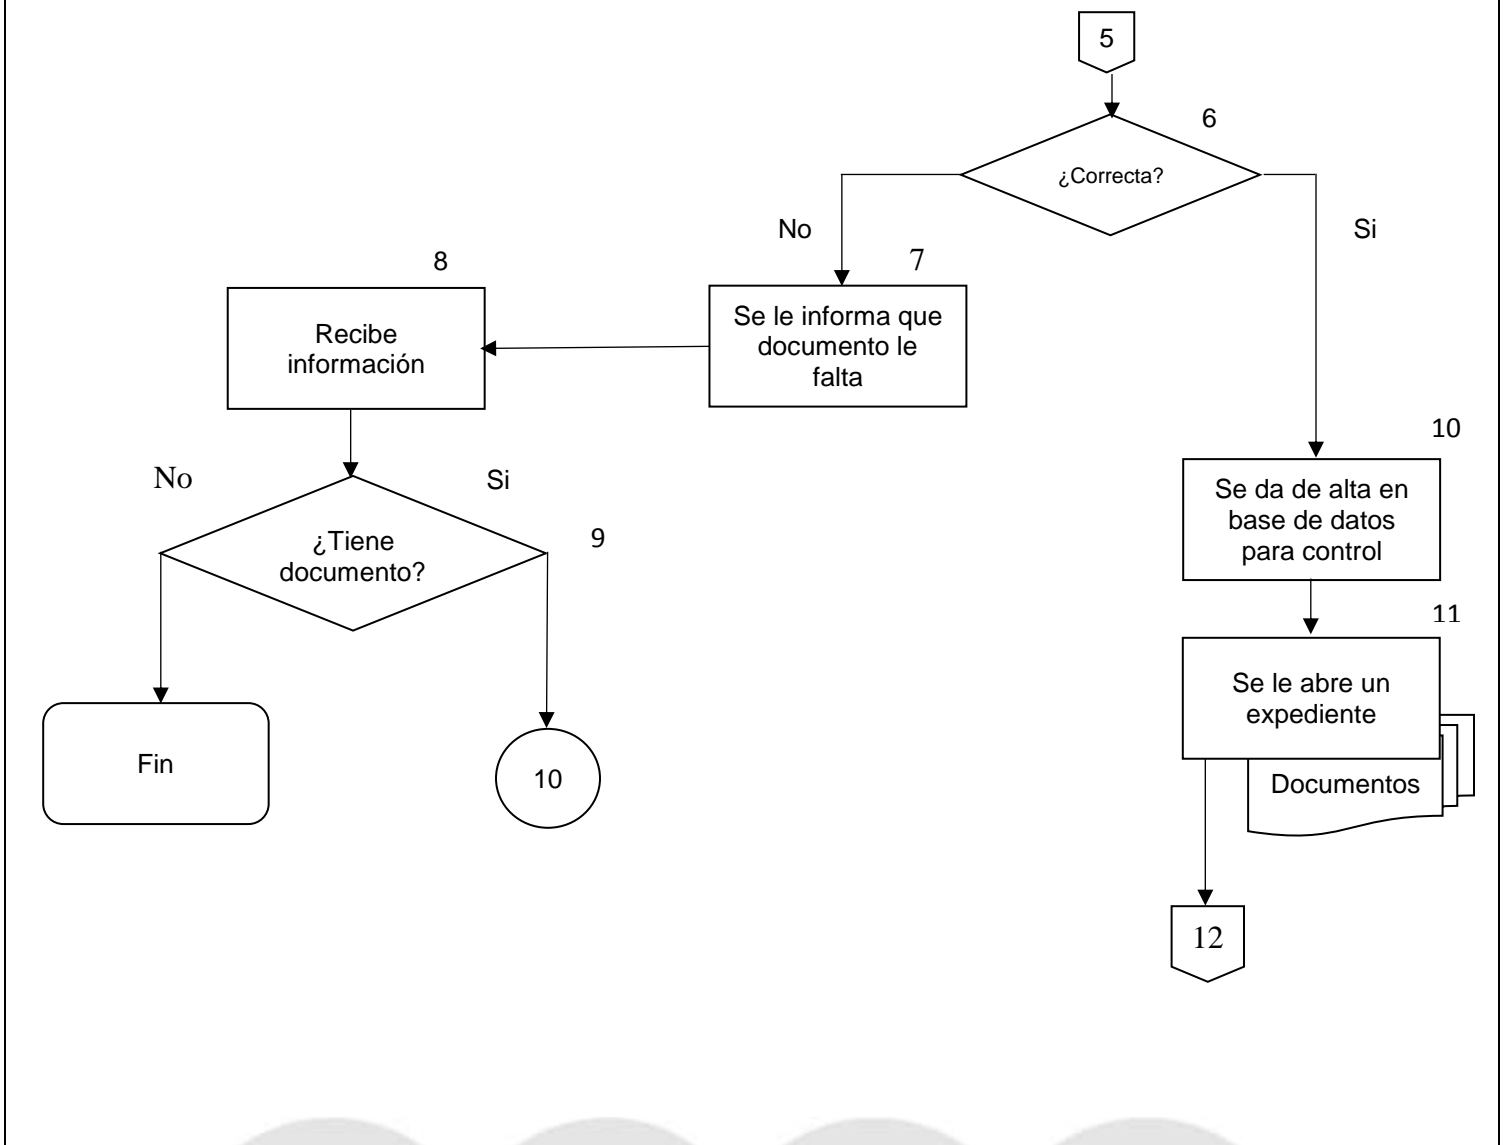 5
6
¿Correcta?
No
Si
8
7
Recibe
información
Se le informa que
documento le
falta
10
No
Si
Se da de alta en
base de datos
para control
¿Tiene
documento?
9
11
Se le abre un
expediente
Fin
10
Documentos
12